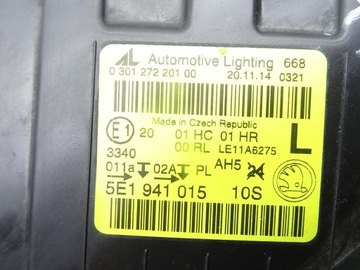 AL Automotive Lighting 668
0 301 272 201 00 20.11.14 0321
Made in Czech Republic
E1 20 01 HC 01 HR
3340 00 RL LE11A6275 L
011a 02A PL AH5 24
5E1 941 015 10S